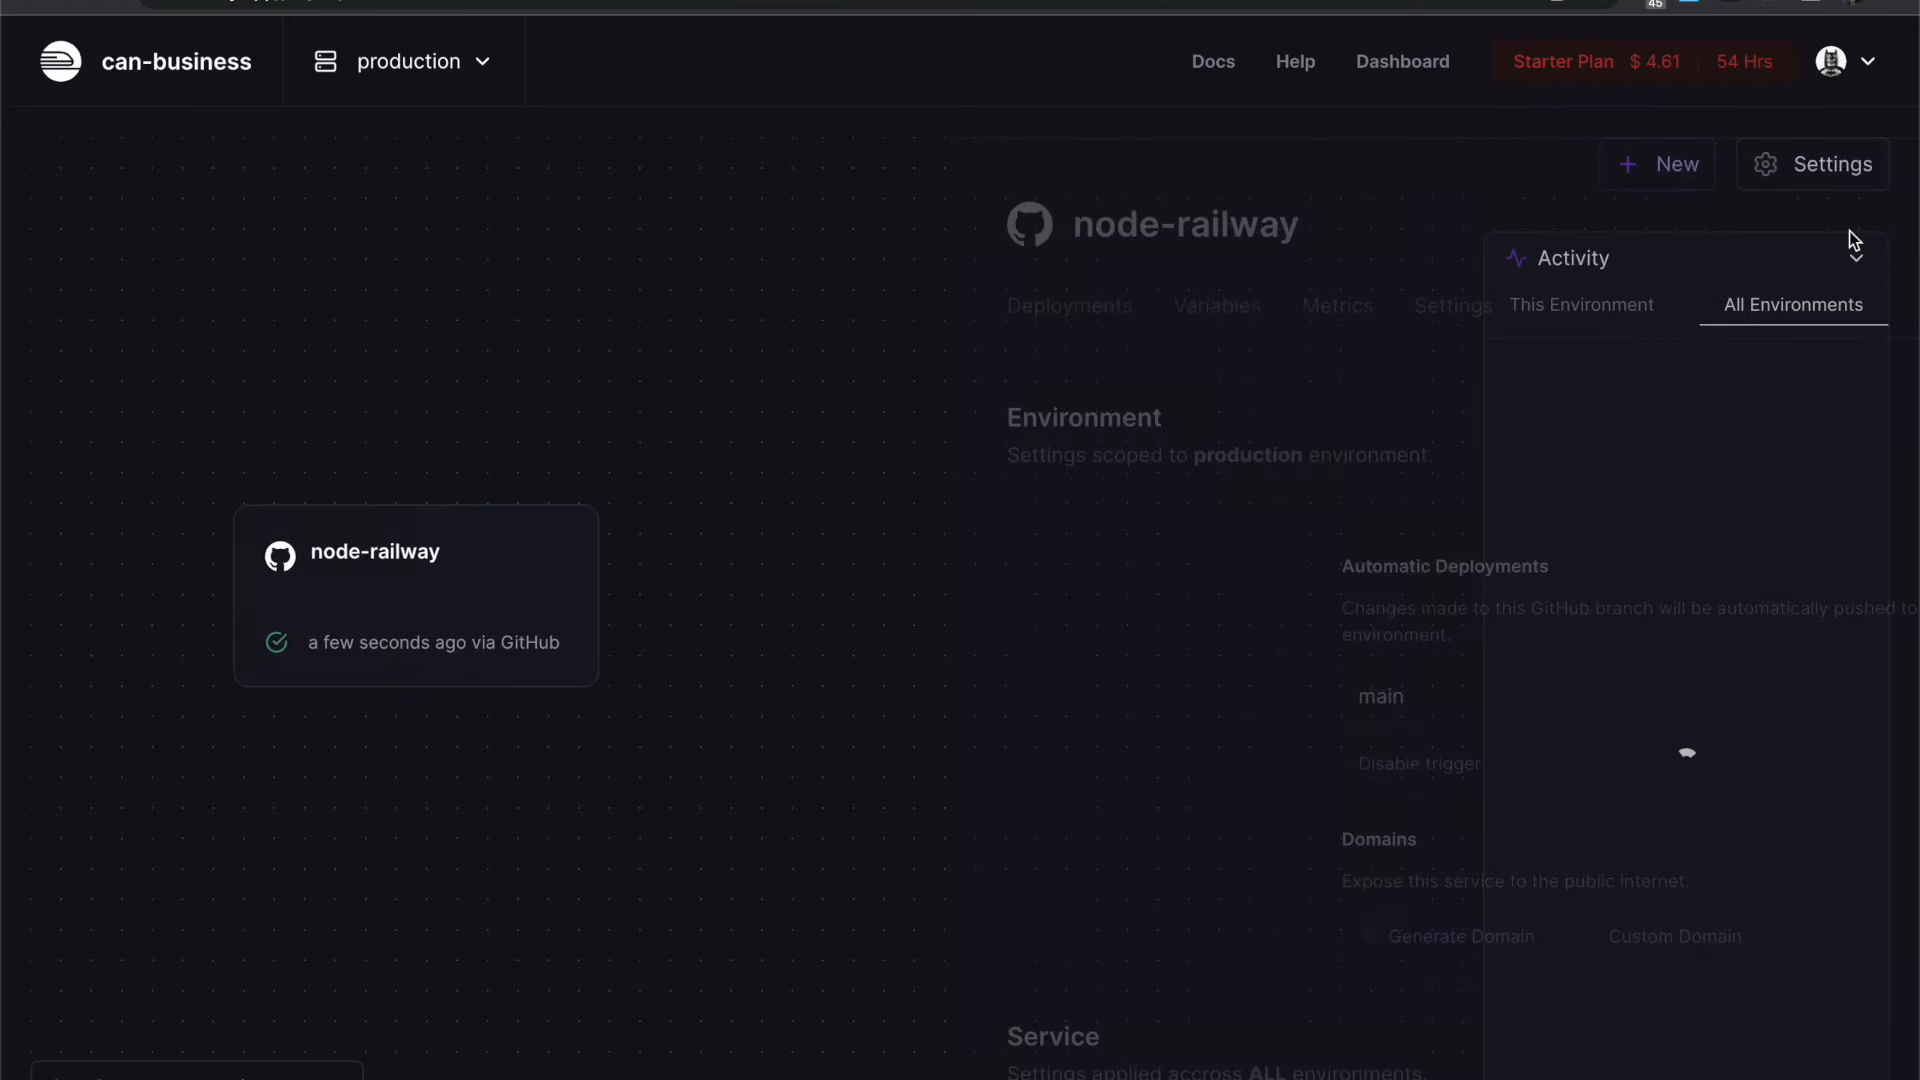 45
can-business
production
Docs
Help
Dashboard
Starter Plan $ 4.61 54 Hrs
New
Settings
node-railway
Activity
Deployments
Variables
Metrics
Settings
This Environment
All Environments
Environment
Settings scoped to production environment.
node-railway
a few seconds ago via GitHub
Automatic Deployments
Changes made to this GitHub branch will be automatically pushed to
environment.
main
Disable trigger
Domains
Expose this service to the public internet.
Generate Domain
Custom Domain
Service
Settings applied accross ALL environments.